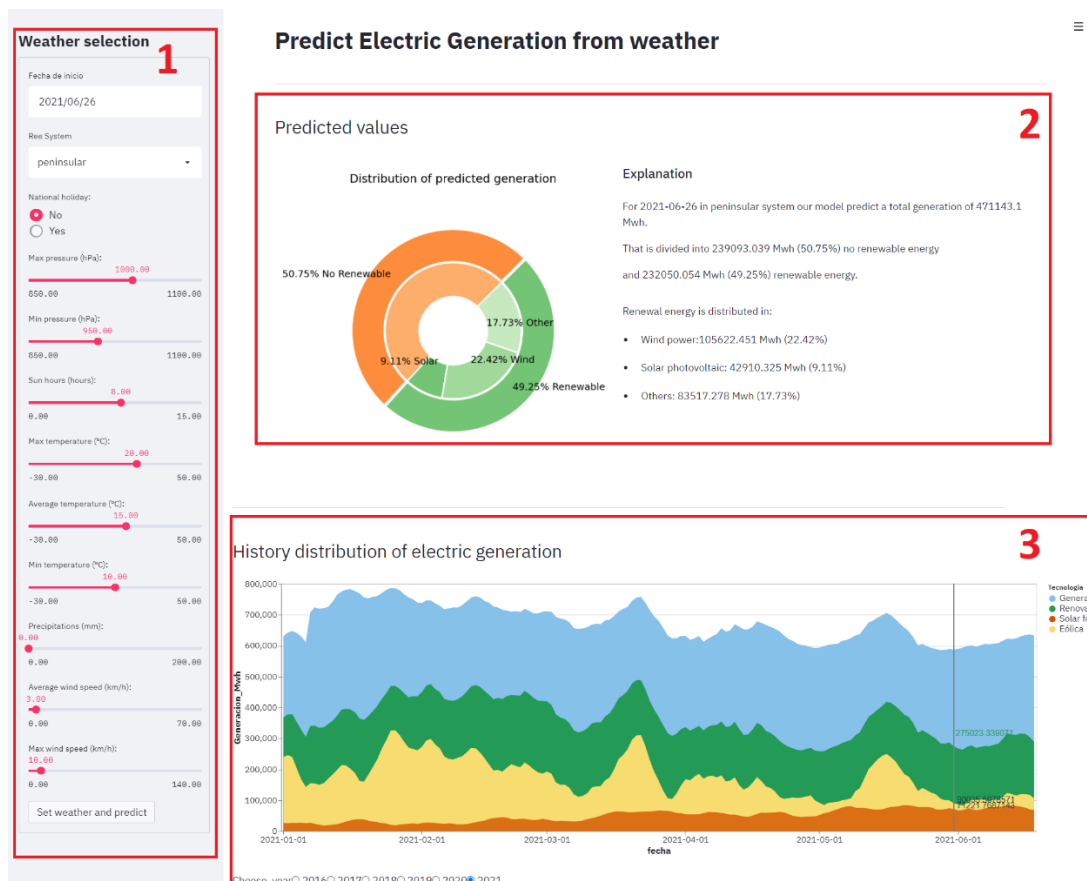 Weather selection
1
Fecha de inicio
2021/06/26
Ree System
peninsular
National holiday:
No
Yes
Max pressure (hPa):
1000.00
850.00 1100.00
Min pressure (hPa):
950.00
850.00 1100.00
Sun hours (hours):
8.00
0.00 15.00
Max temperature (ºC):
20.00
-30.00 50.00
Average temperature (ºC):
15.00
-30.00 50.00
Min temperature (ºC):
10.00
-30.00 50.00
Precipitations (mm):
0.00
0.00 200.00
Average wind speed (km/h):
3.00
0.00 70.00
Max wind speed (km/h):
10.00
0.00 140.00
Set weather and predict
Predict Electric Generation from weather
2
Predicted values
Distribution of predicted generation
50.75% No Renewable
17.73% Other
9.11% Solar
22.42% Wind
49.25% Renewable
Explanation
For 2021-06-26 in peninsular system our model predict a total generation of 471143.1
Mwh.
That is divided into 239093.039 Mwh (50.75%) no renewable energy
and 232050.054 Mwh (49.25%) renewable energy.
Renewal energy is distributed in:
• Wind power:105622.451 Mwh (22.42%)
• Solar photovoltaic: 42910.325 Mwh (9.11%)
• Others: 83517.278 Mwh (17.73%)
3
History distribution of electric generation
800,000
700,000
600,000
500,000
400,000
300,000
200,000
100,000
0
Generacion_Mwh
2021-01-01 2021-02-01 2021-03-01 2021-04-01 2021-05-01 2021-06-01
fecha
Tecnologia
Genera
Renova
Solar fo
Eólica
Choose year 2016 2017 2018 2019 2020 2021